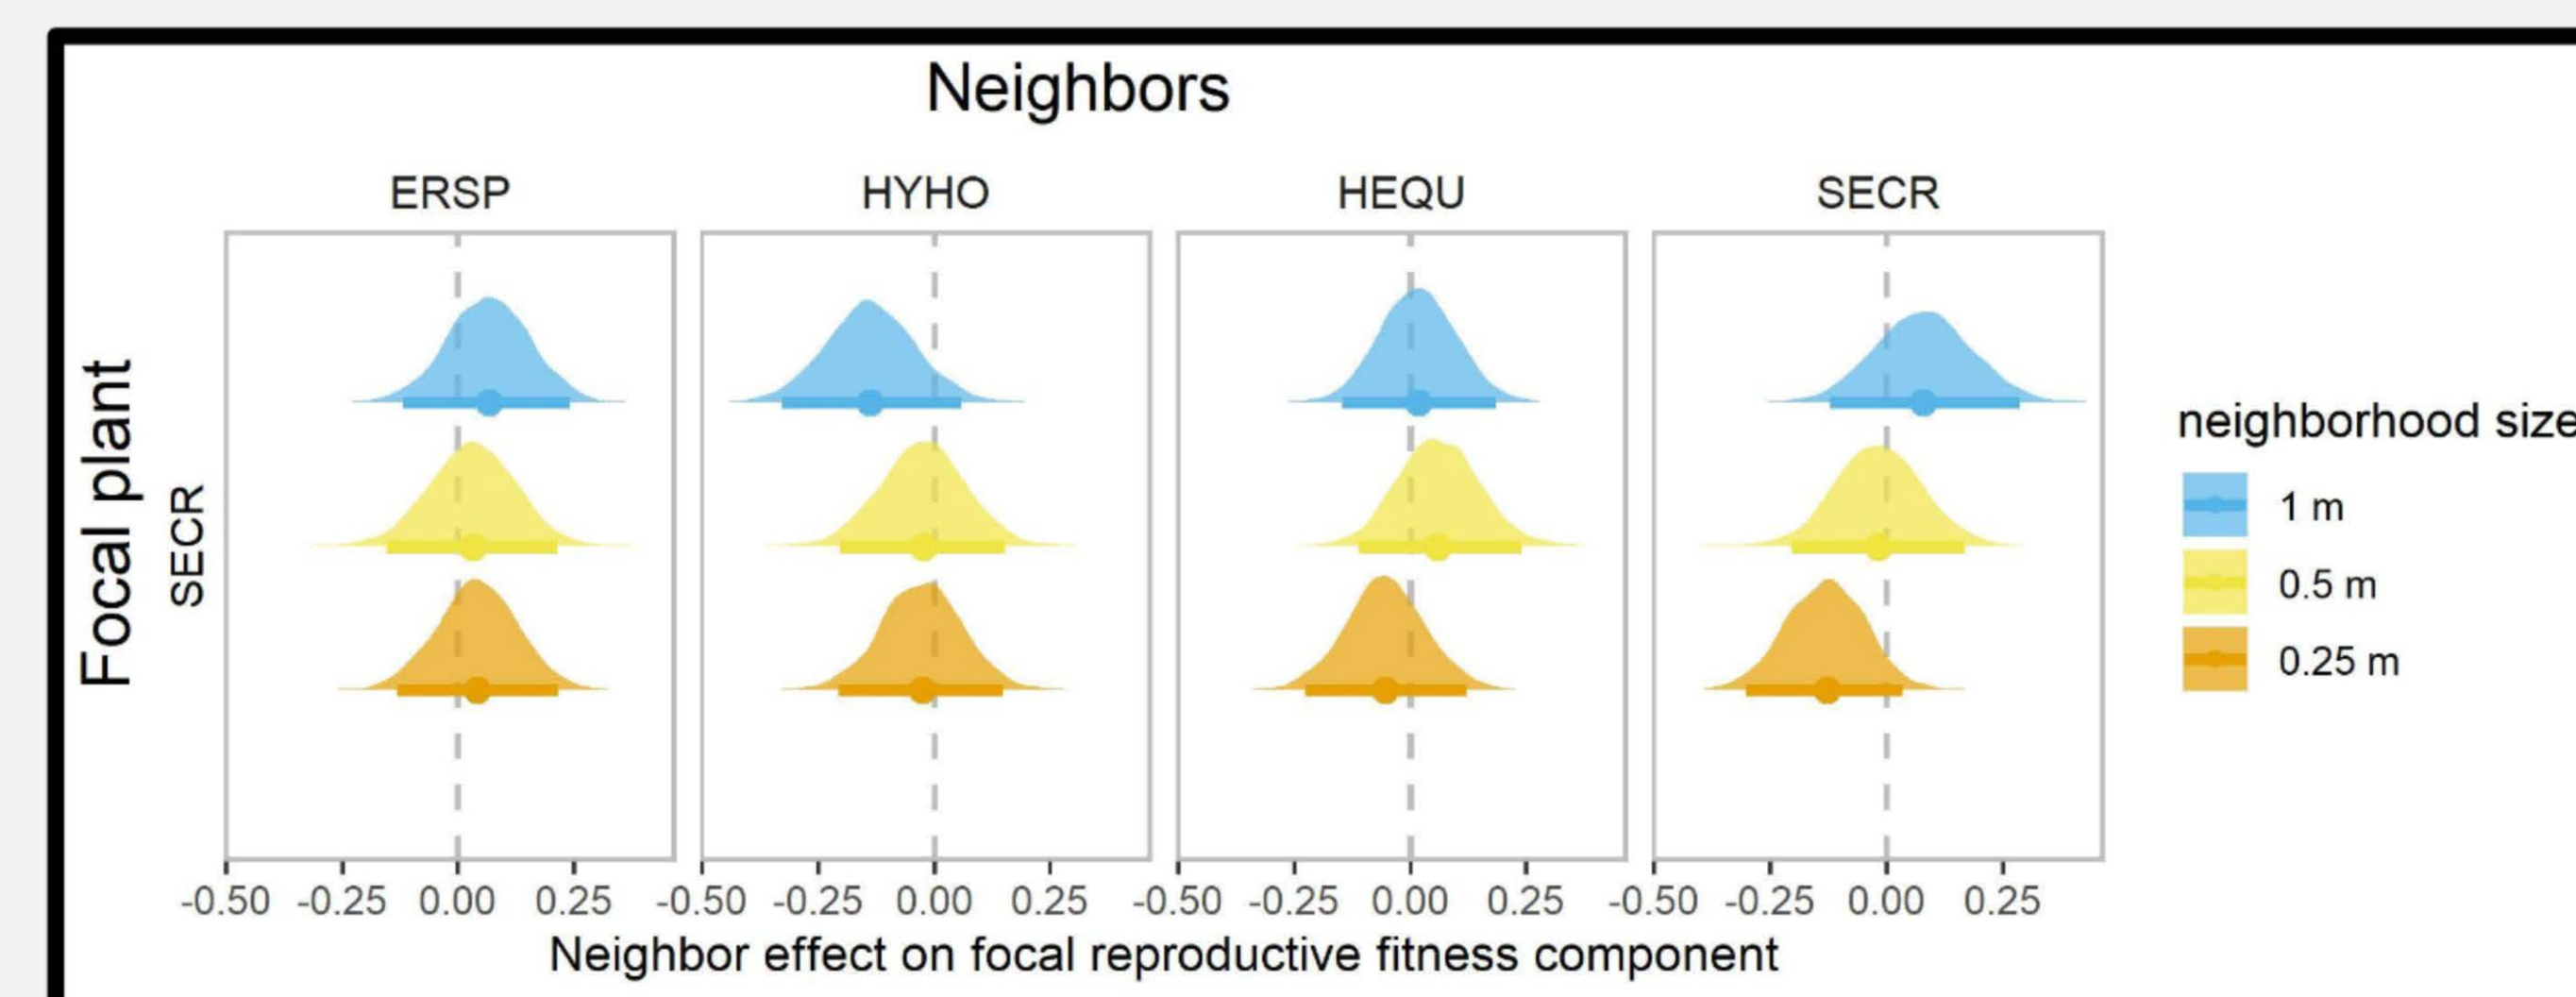 Neighbors
ERSP HYHO HEQU SECR
Focal plant
SECR
neighborhood size
1 m
0.5 m
0.25 m
-0.50 -0.25 0.00 0.25 -0.50 -0.25 0.00 0.25 -0.50 -0.25 0.00 0.25 -0.50 -0.25 0.00 0.25
Neighbor effect on focal reproductive fitness component